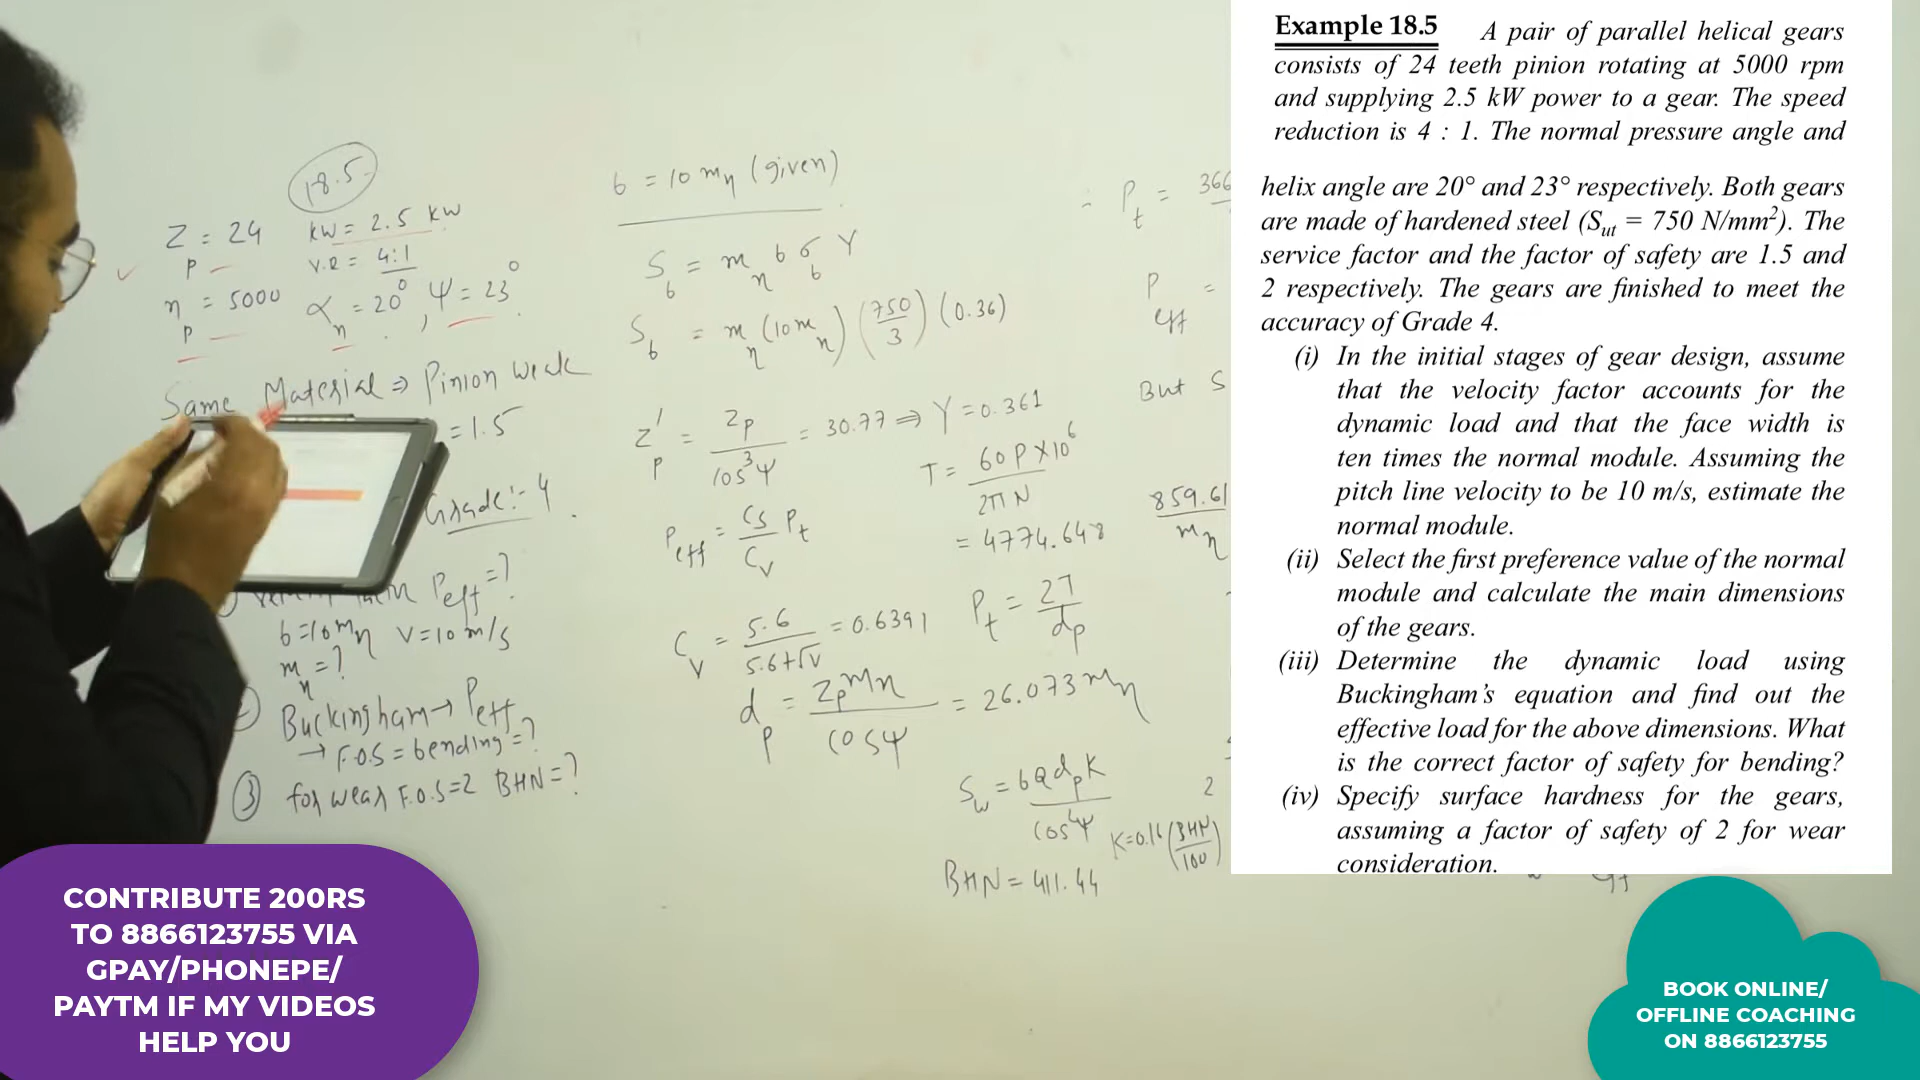 18.5
Z p = 24 kW = 2.5 kW
V.R = 4:1
n p = 5000 α n = 20°, ψ = 23°
Same Material ⇒ Pinion Weak
= 1.5
Grade:- 4
Peff = ?
b = 10 mn V = 10 m/s
mn = ?
Buckingham → Peff
→ F.O.S = bending = ?
③ for wear F.O.S = 2 BHN = ?
b = 10 mn (given)
Sb = mn b σb Y
Sb = mn (10 mn) (750/3) (0.36)
Zp' = Zp/cos³ψ = 30.77 ⇒ Y = 0.361
Peff = Cs/Cv Pt
Cv = 5.6/5.6+√v = 0.6391
dp = Zp mn/cos ψ = 26.073 mn
T = 60 P X 10⁶/2π N
= 4774.648
Pt = 2T/dp
Sw = b Q dp K/cos²ψ
K = 0.16 (BHN/100)
BHN = 411.44
∴ Pt = 366
Peff =
But S
859.61/mn
2
Example 18.5 A pair of parallel helical gears
consists of 24 teeth pinion rotating at 5000 rpm
and supplying 2.5 kW power to a gear. The speed
reduction is 4 : 1. The normal pressure angle and
helix angle are 20° and 23° respectively. Both gears
are made of hardened steel (Sut = 750 N/mm²). The
service factor and the factor of safety are 1.5 and
2 respectively. The gears are finished to meet the
accuracy of Grade 4.
(i) In the initial stages of gear design, assume
that the velocity factor accounts for the
dynamic load and that the face width is
ten times the normal module. Assuming the
pitch line velocity to be 10 m/s, estimate the
normal module.
(ii) Select the first preference value of the normal
module and calculate the main dimensions
of the gears.
(iii) Determine the dynamic load using
Buckingham's equation and find out the
effective load for the above dimensions. What
is the correct factor of safety for bending?
(iv) Specify surface hardness for the gears,
assuming a factor of safety of 2 for wear
consideration.
CONTRIBUTE 200RS
TO 8866123755 VIA
GPAY/PHONEPE/
PAYTM IF MY VIDEOS
HELP YOU
BOOK ONLINE/
OFFLINE COACHING
ON 8866123755